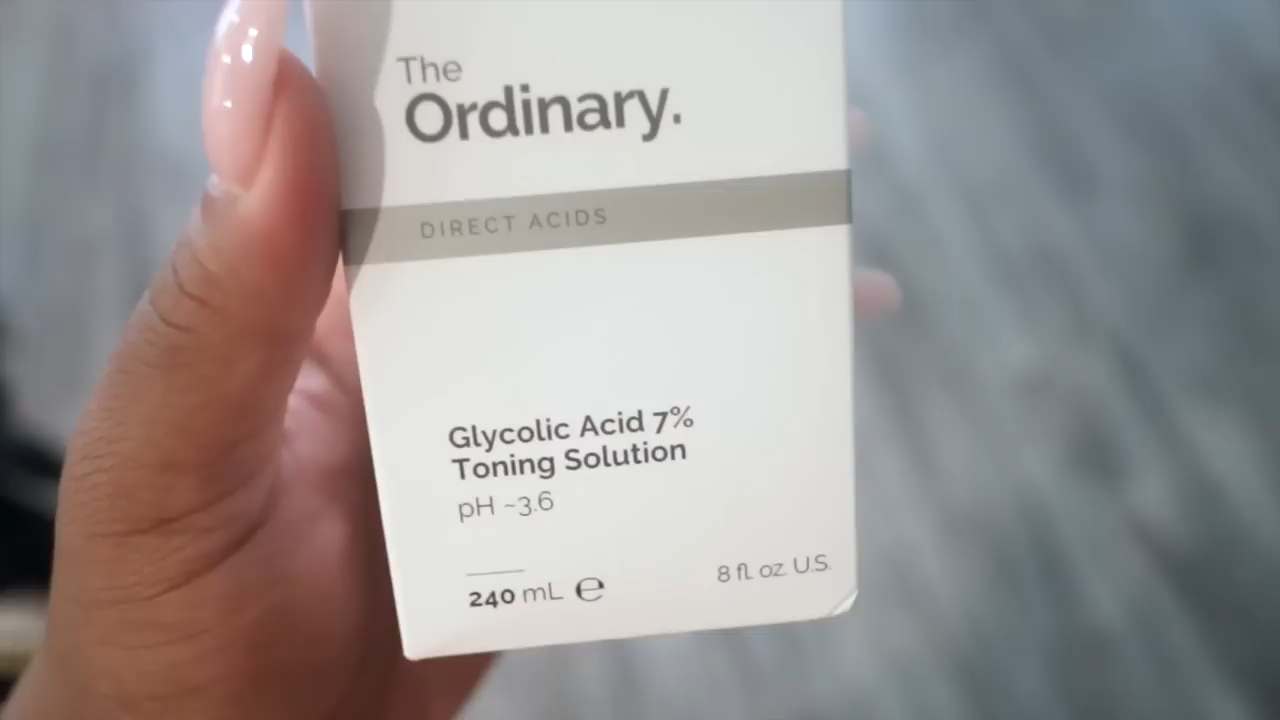 The
Ordinary.
DIRECT ACIDS
Glycolic Acid 7%
Toning Solution
pH ~3.6
240 mL ℮
8 fl. oz. U.S.